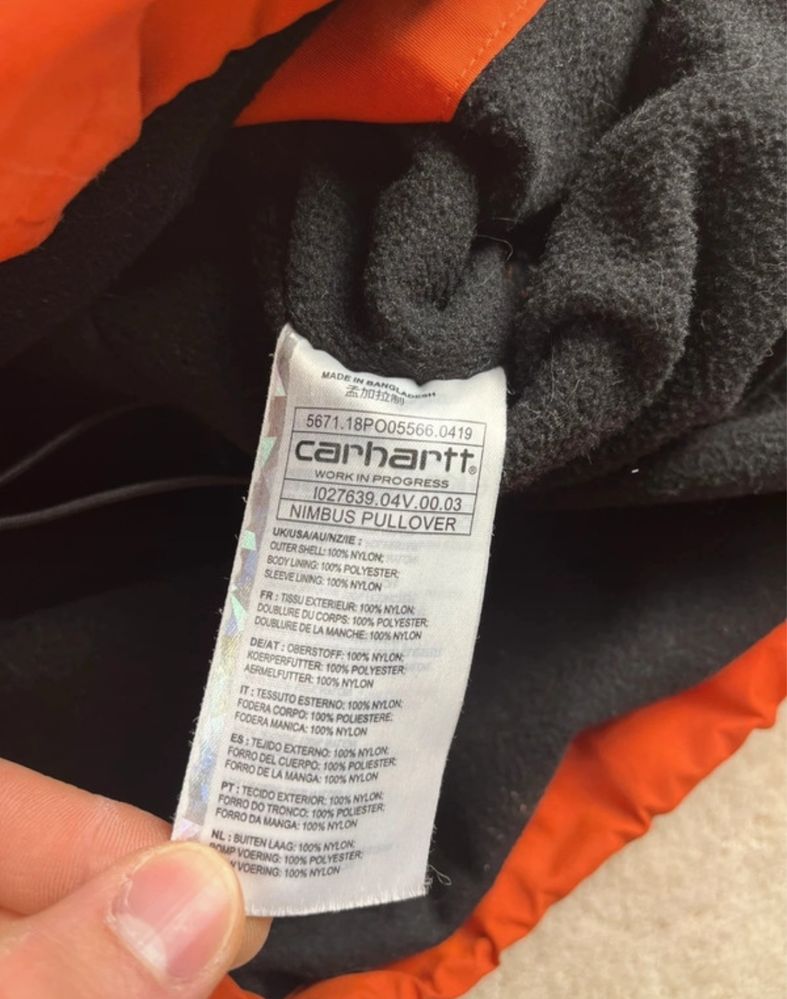 MADE IN BANGLADESH
孟加拉制
5671.18PO05566.0419
carhartt®
WORK IN PROGRESS
I027639.04V.00.03
NIMBUS PULLOVER
UK/USA/AU/NZ/IE :
OUTER SHELL: 100% NYLON;
BODY LINING: 100% POLYESTER;
SLEEVE LINING: 100% NYLON
FR : TISSU EXTERIEUR: 100% NYLON;
DOUBLURE DU CORPS: 100% POLYESTER;
DOUBLURE DE LA MANCHE: 100% NYLON
DE/AT : OBERSTOFF: 100% NYLON;
KOERPERFUTTER: 100% POLYESTER;
AERMELFUTTER: 100% NYLON
IT : TESSUTO ESTERNO: 100% NYLON;
FODERA CORPO: 100% POLIESTERE;
FODERA MANICA: 100% NYLON
ES : TEJIDO EXTERNO: 100% NYLON;
FORRO DEL CUERPO: 100% POLIESTER;
FORRO DE LA MANGA: 100% NYLON
PT : TECIDO EXTERIOR: 100% NYLON;
FORRO DO TRONCO: 100% POLIESTER;
FORRO DA MANGA: 100% NYLON
NL : BUITEN LAAG: 100% NYLON;
ROMP VOERING: 100% POLYESTER;
VOERING: 100% NYLON